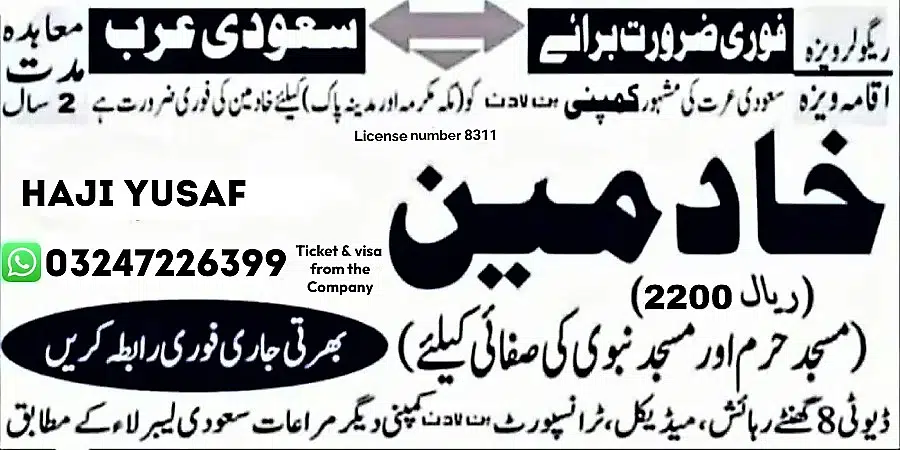 ریگولر ویزہ
فوری ضرورت برائے
سعودی عرب
معاہدہ
مدت
2 سال
اقامہ ویزہ
سعودی عرت کی مشہور کمپنی بن لادن کو (مکہ مکرمہ اور مدینہ پاک) کیلئے خادمین کی فوری ضرورت ہے
License number 8311
خادمین
HAJI YUSAF
03247226399
Ticket & visa
from the
Company
(2200 ریال)
(مسجد حرم اور مسجد نبوی کی صفائی کیلئے)
بھرتی جاری فوری رابطہ کریں
ڈیوٹی 8 گھنٹے رہائش، میڈیکل، ٹرانسپورٹ بن لادن کمپنی دیگر مراعات سعودی لیبر لاء کے مطابق